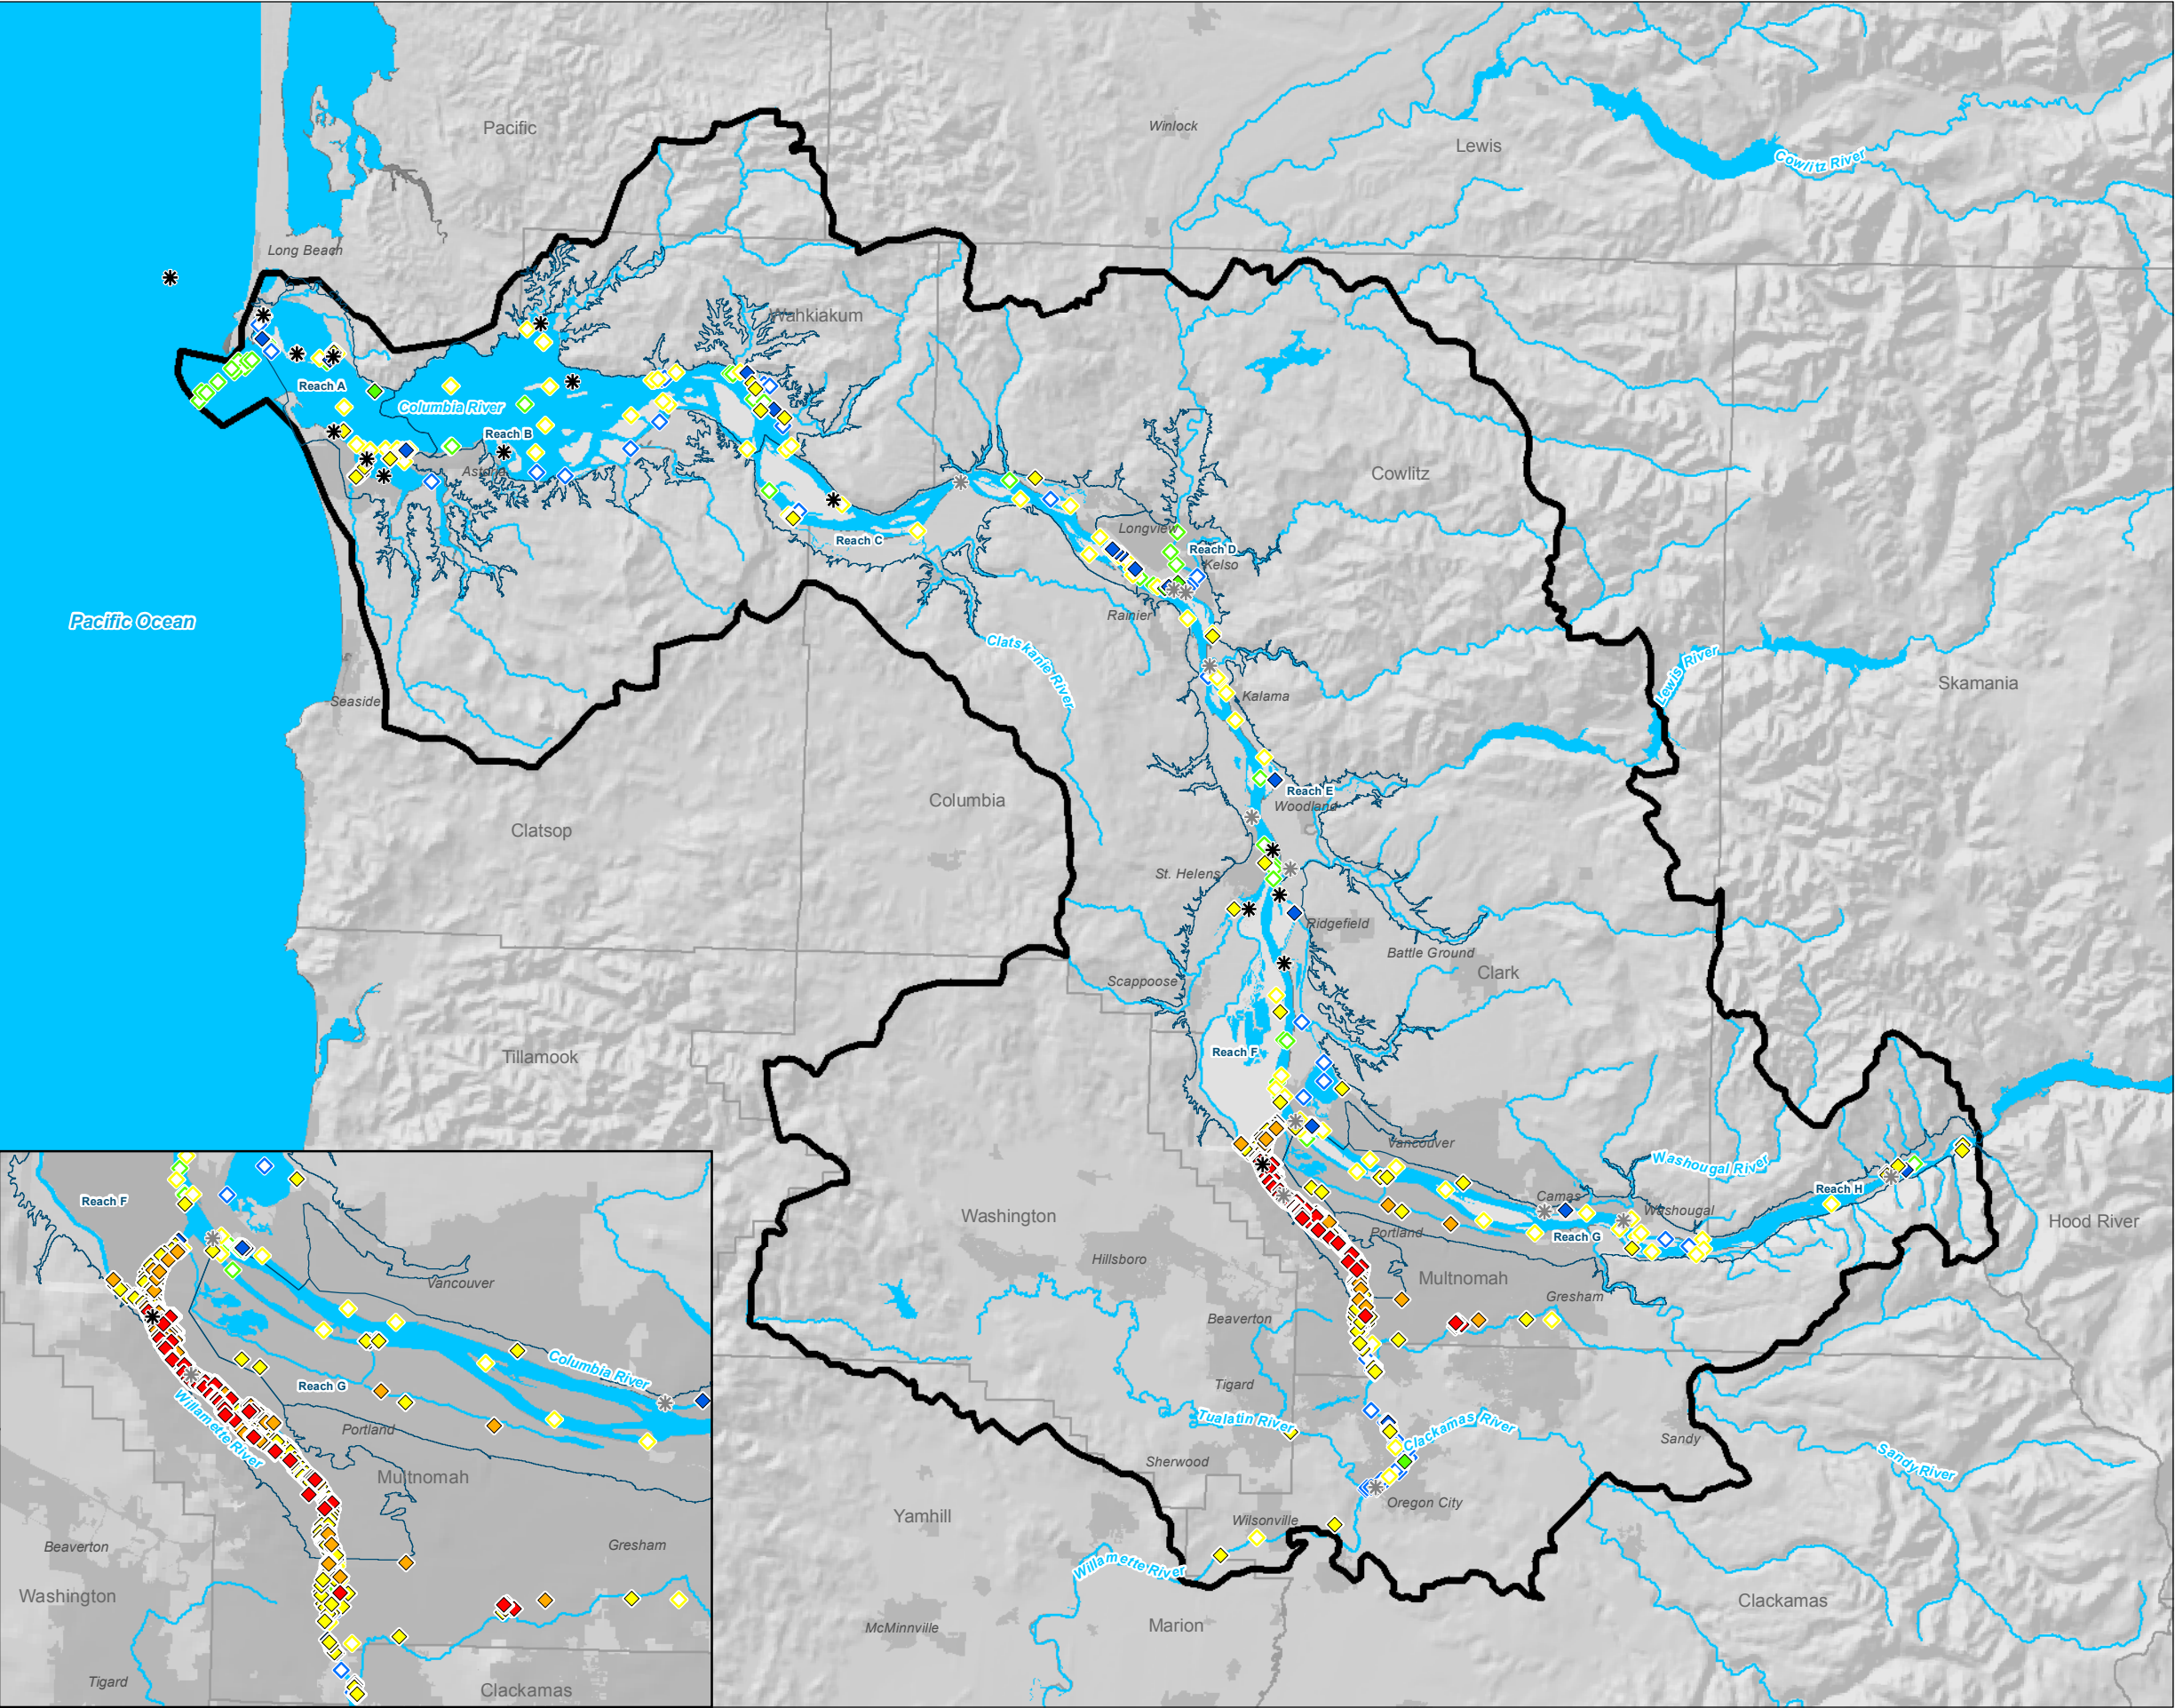 Pacific
Winlock
Lewis
Cowlitz River
Long Beach
Wahkiakum
Reach A
Columbia River
Reach B
Astoria
Cowlitz
Longview
Reach C
Reach D
Kelso
Rainier
Pacific Ocean
Clatskanie River
Lewis River
Skamania
Seaside
Kalama
Reach E
Woodland
Columbia
Clatsop
St. Helens
Ridgefield
Battle Ground
Clark
Scappoose
Reach F
Tillamook
Vancouver
Washougal River
Reach H
Camas
Washougal
Hood River
Washington
Portland
Reach G
Hillsboro
Multnomah
Gresham
Beaverton
Tigard
Tualatin River
Clackamas River
Sandy
Sandy River
Sherwood
Oregon City
Yamhill
Wilsonville
Willamette River
McMinnville
Marion
Clackamas
Reach F
Vancouver
Columbia River
Reach G
Willamette River
Portland
Multnomah
Beaverton
Gresham
Washington
Tigard
Clackamas